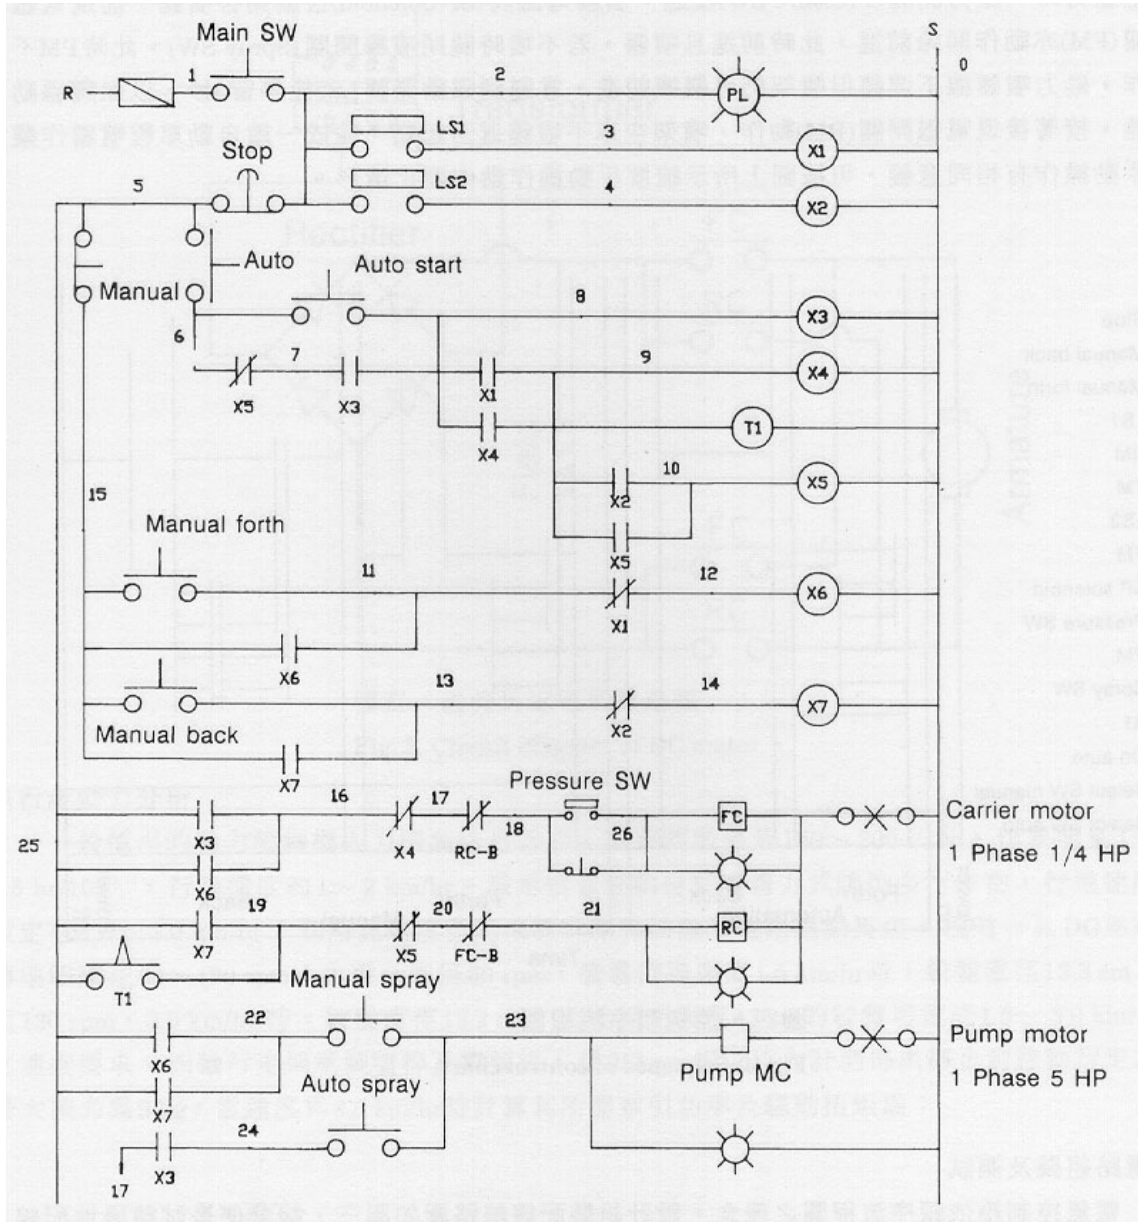 Main SW
S
0
R
1
2
PL
LS1
3
X1
Stop
LS2
5
4
X2
Auto
Auto start
Manual
8
X3
6
7
9
X4
X5
X3
X1
T1
X4
10
X5
X2
15
X5
Manual forth
11
12
X6
X1
X6
13
14
X7
Manual back
X2
X7
Pressure SW
16
17
18
26
FC
Carrier motor
1 Phase 1/4 HP
25
X3
X4
RC-B
X6
19
20
21
RC
X7
X5
FC-B
T1
Manual spray
22
23
Pump motor
1 Phase 5 HP
X6
Auto spray
Pump MC
X7
24
17
X3